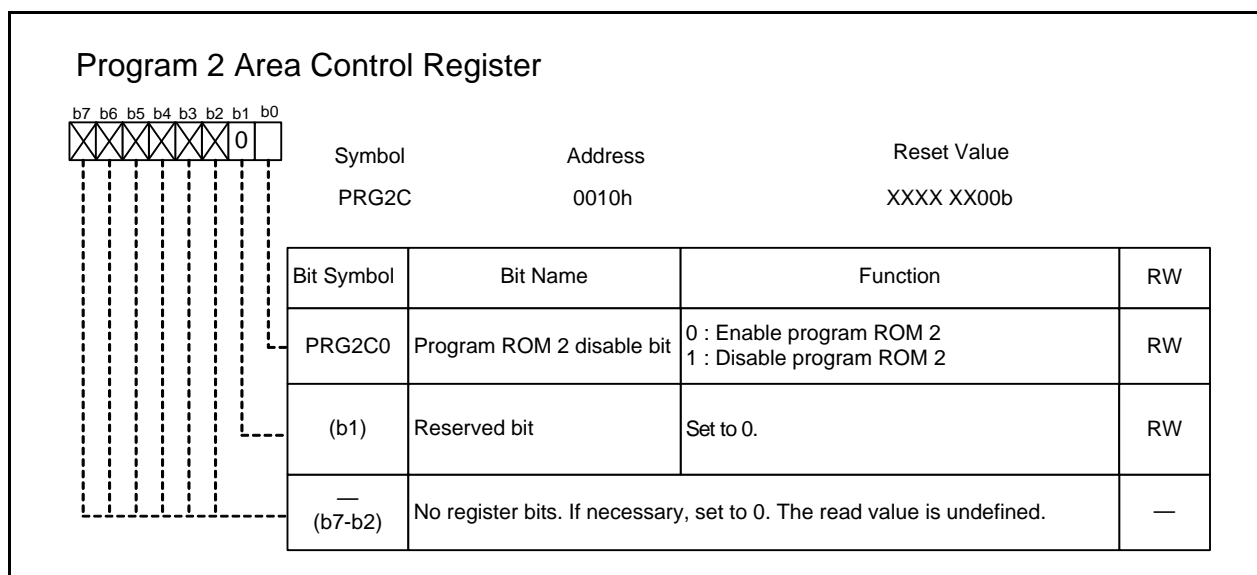 Program 2 Area Control Register
b7 b6 b5 b4 b3 b2 b1 b0
0
Symbol Address Reset Value
PRG2C 0010h XXXX XX00b
Bit Symbol Bit Name Function RW
PRG2C0 Program ROM 2 disable bit 0 : Enable program ROM 2
1 : Disable program ROM 2 RW
(b1) Reserved bit Set to 0. RW
—
(b7-b2) No register bits. If necessary, set to 0. The read value is undefined. —